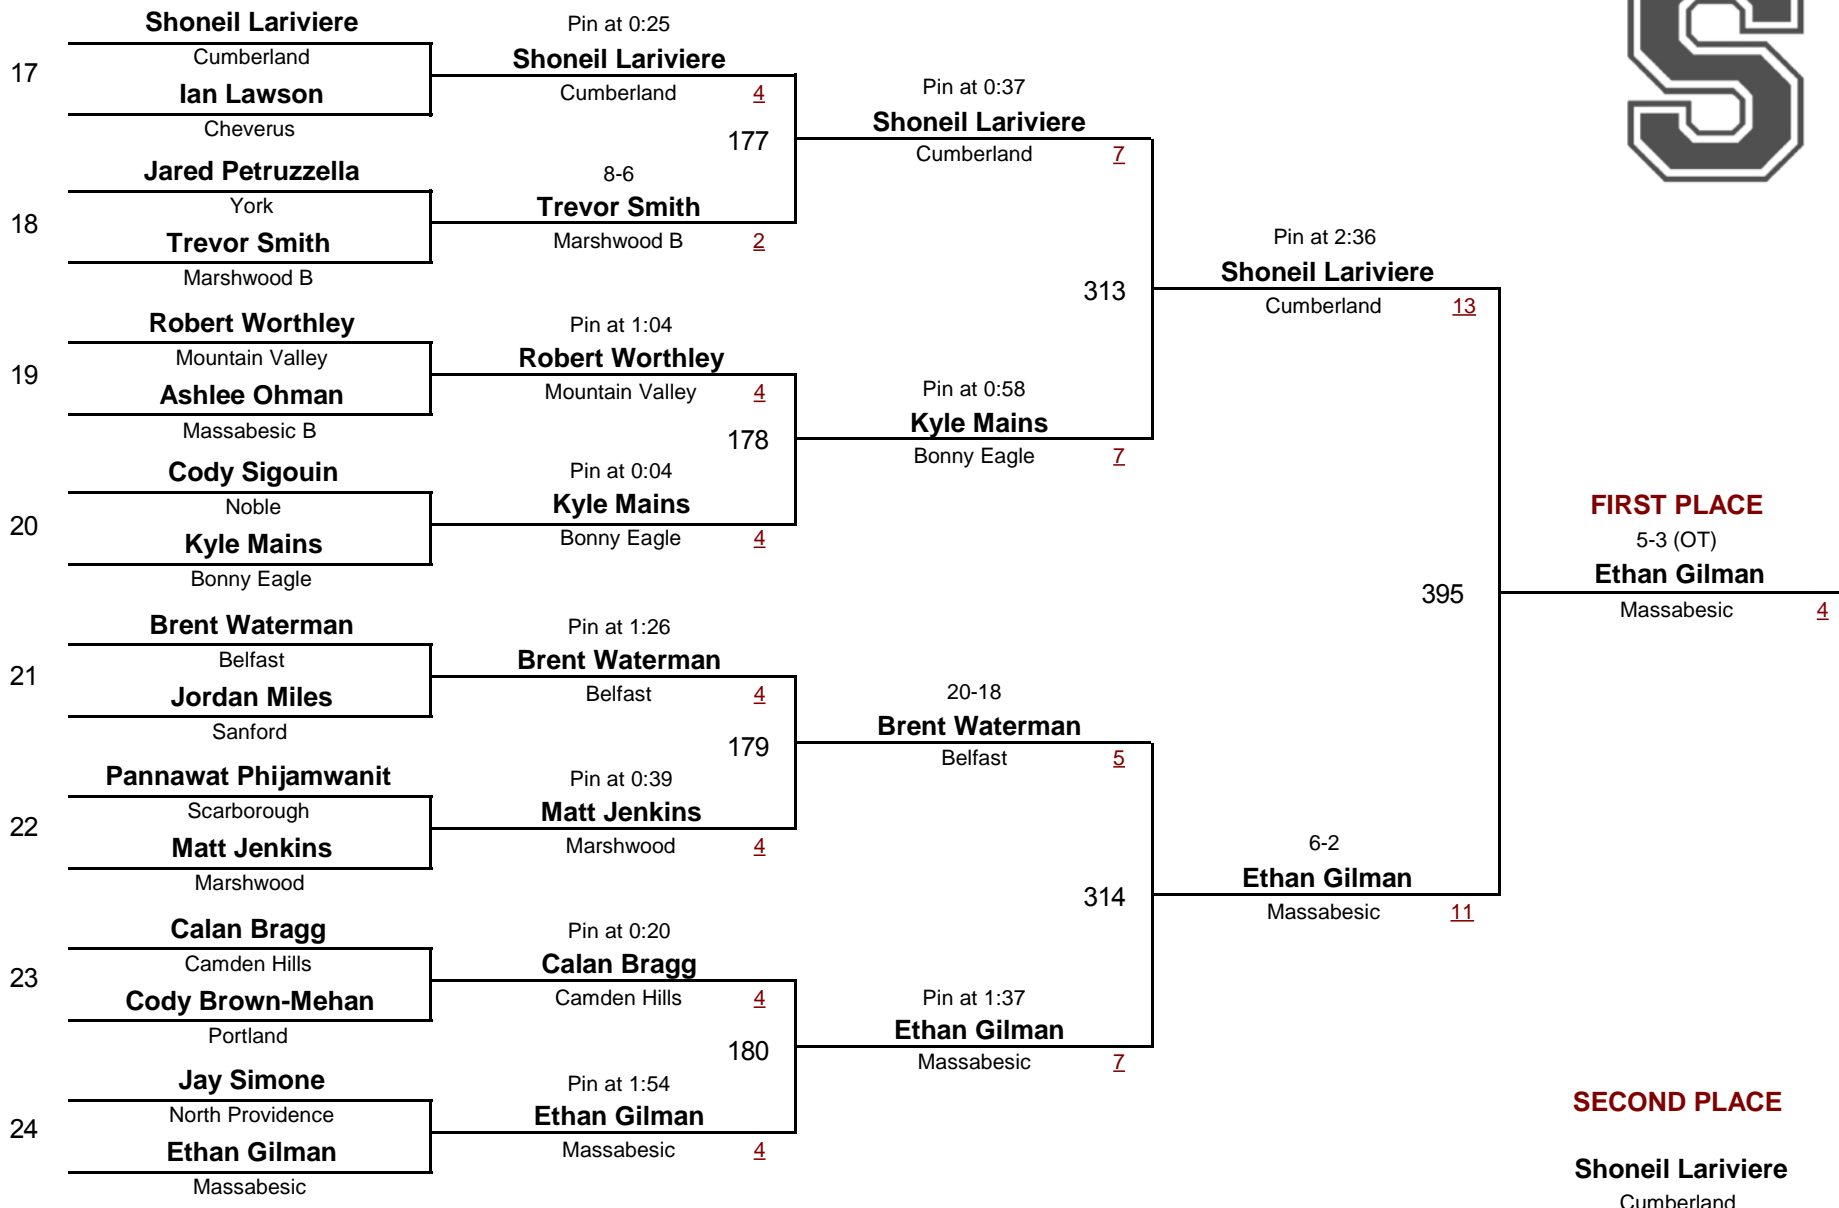 Shoneil Lariviere
17
Cumberland
Ian Lawson
Cheverus
Jared Petruzzella
18
York
Trevor Smith
Marshwood B
Robert Worthley
19
Mountain Valley
Ashlee Ohman
Massabesic B
Cody Sigouin
20
Noble
Kyle Mains
Bonny Eagle
Brent Waterman
21
Belfast
Jordan Miles
Sanford
Pannawat Phijamwanit
22
Scarborough
Matt Jenkins
Marshwood
Calan Bragg
23
Camden Hills
Cody Brown-Mehan
Portland
Jay Simone
24
North Providence
Ethan Gilman
Massabesic
Pin at 0:25
Shoneil Lariviere
Cumberland 4
177
8-6
Trevor Smith
Marshwood B 2
Pin at 1:04
Robert Worthley
Mountain Valley 4
178
Pin at 0:04
Kyle Mains
Bonny Eagle 4
Pin at 1:26
Brent Waterman
Belfast 4
179
Pin at 0:39
Matt Jenkins
Marshwood 4
Pin at 0:20
Calan Bragg
Camden Hills 4
180
Pin at 1:54
Ethan Gilman
Massabesic 4
Pin at 0:37
Shoneil Lariviere
Cumberland 7
313
Pin at 0:58
Kyle Mains
Bonny Eagle 7
20-18
Brent Waterman
Belfast 5
314
Pin at 1:37
Ethan Gilman
Massabesic 7
Pin at 2:36
Shoneil Lariviere
Cumberland 13
395
6-2
Ethan Gilman
Massabesic 11
S
FIRST PLACE
5-3 (OT)
Ethan Gilman
Massabesic 4
SECOND PLACE
Shoneil Lariviere
Cumberland